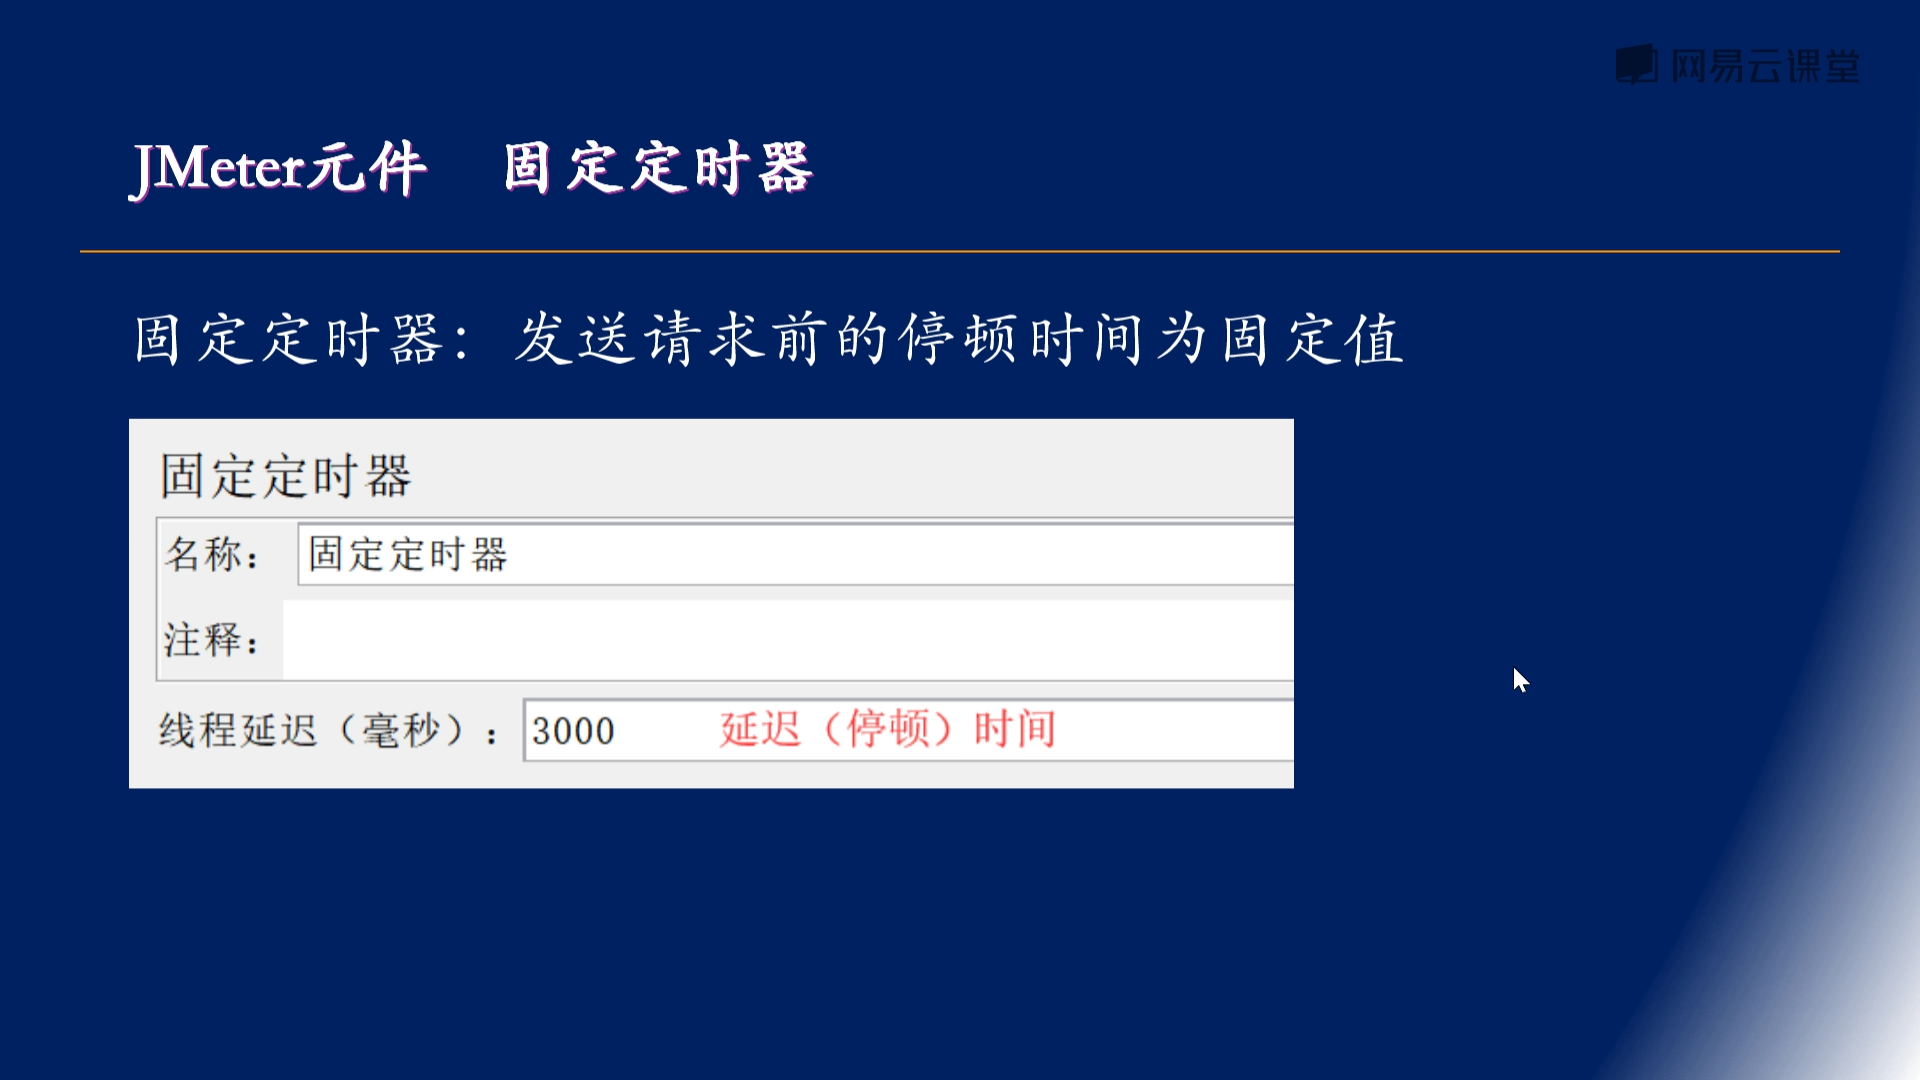 网易云课堂
JMeter元件 固定定时器
固定定时器：发送请求前的停顿时间为固定值
固定定时器
名称： 固定定时器
注释：
线程延迟（毫秒）： 3000 延迟（停顿）时间